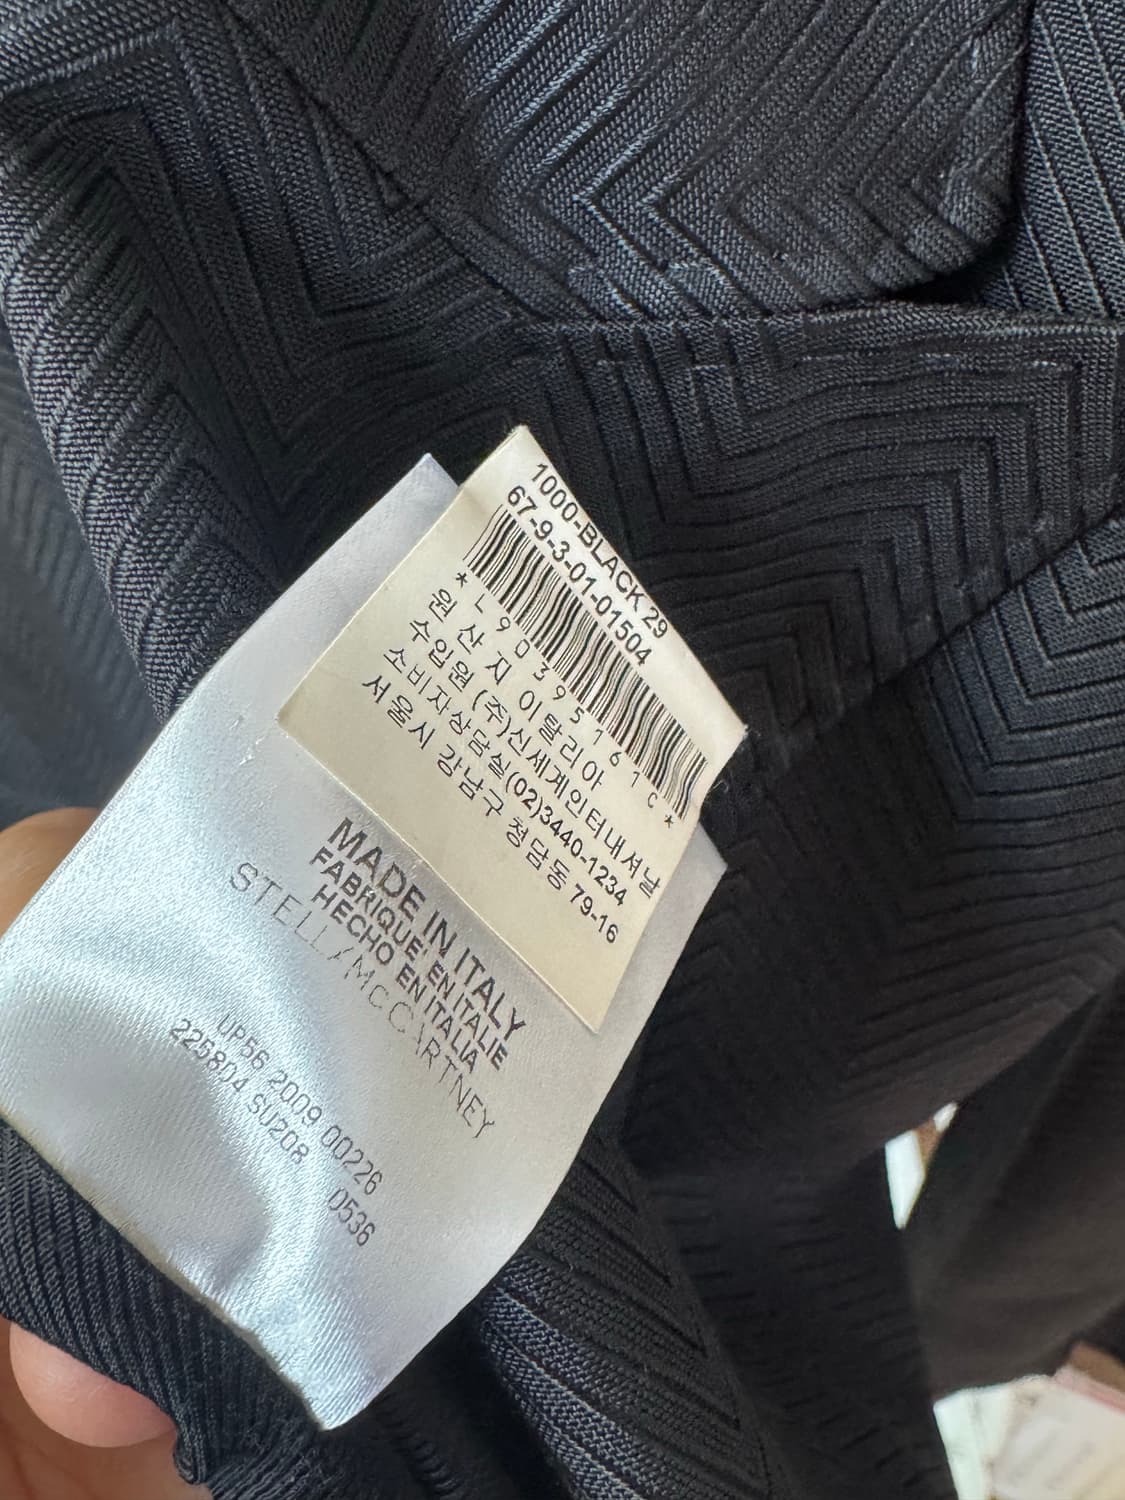 1000-BLACK 29
67-9-3-01-01504
*L9039516 1C*
원 산 지 이탈리아
수입원 (주)신세계인터내셔날
소비자상담실(02)3440-1234
서울시 강남구 청담동 79-16
MADE IN ITALY
FABRIQUE' EN ITALIE
HECHO EN ITALIA
STELLA McCARTNEY
UP56 2009 00226
225804 SU208 0536